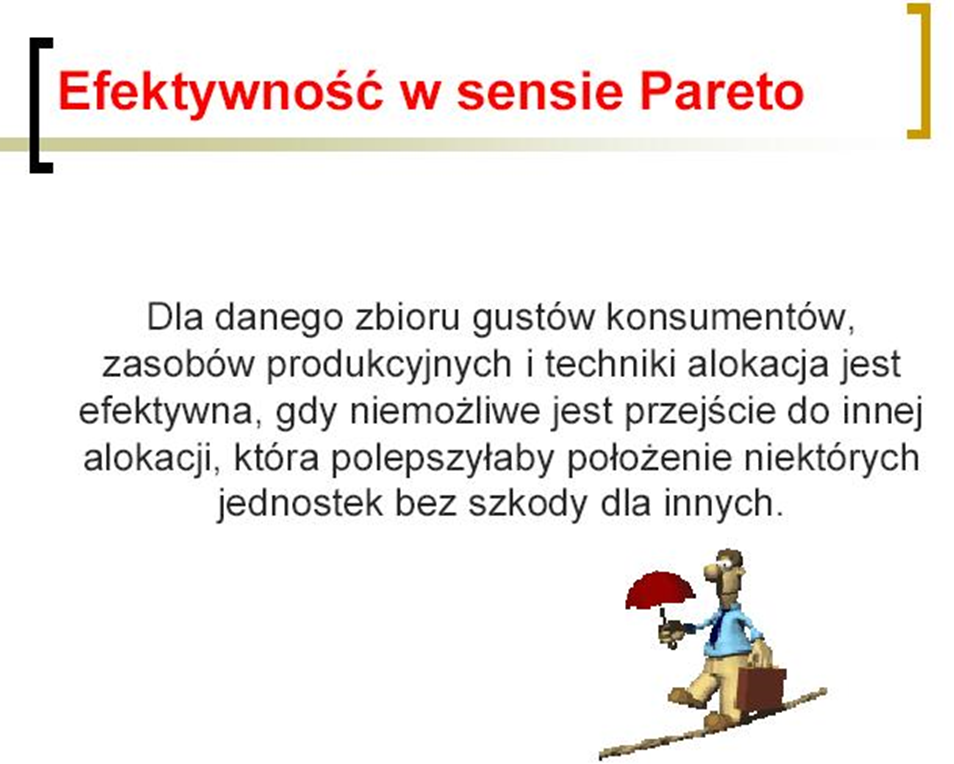 Efektywność w sensie Pareto
Dla danego zbioru gustów konsumentów,
zasobów produkcyjnych i techniki alokacja jest
efektywna, gdy niemożliwe jest przejście do innej
alokacji, która polepszyłaby położenie niektórych
jednostek bez szkody dla innych.